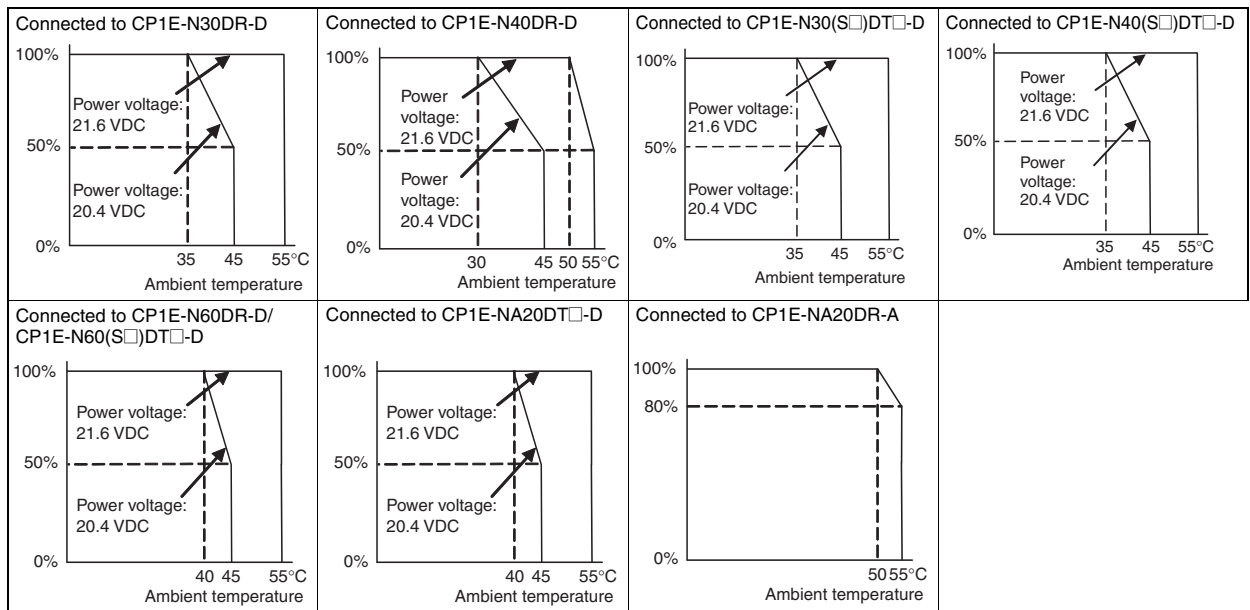 Connected to CP1E-N30DR-D
100%
Power voltage:
21.6 VDC
50%
Power voltage:
20.4 VDC
0%
35 45 55°C
Ambient temperature
Connected to CP1E-N40DR-D
100%
Power
voltage:
21.6 VDC
50%
Power
voltage:
20.4 VDC
0%
30 45 50 55°C
Ambient temperature
Connected to CP1E-N30(S□)DT□-D
100%
Power voltage:
21.6 VDC
50%
Power voltage:
20.4 VDC
0%
35 45 55°C
Ambient temperature
Connected to CP1E-N40(S□)DT□-D
100%
Power
voltage:
21.6 VDC
50%
Power
voltage:
20.4 VDC
0%
35 45 55°C
Ambient temperature
Connected to CP1E-N60DR-D/
CP1E-N60(S□)DT□-D
100%
Power voltage:
21.6 VDC
50%
Power voltage:
20.4 VDC
0%
40 45 55°C
Ambient temperature
Connected to CP1E-NA20DT□-D
100%
Power voltage:
21.6 VDC
50%
Power voltage:
20.4 VDC
0%
40 45 55°C
Ambient temperature
Connected to CP1E-NA20DR-A
100%
80%
0%
50 55°C
Ambient temperature